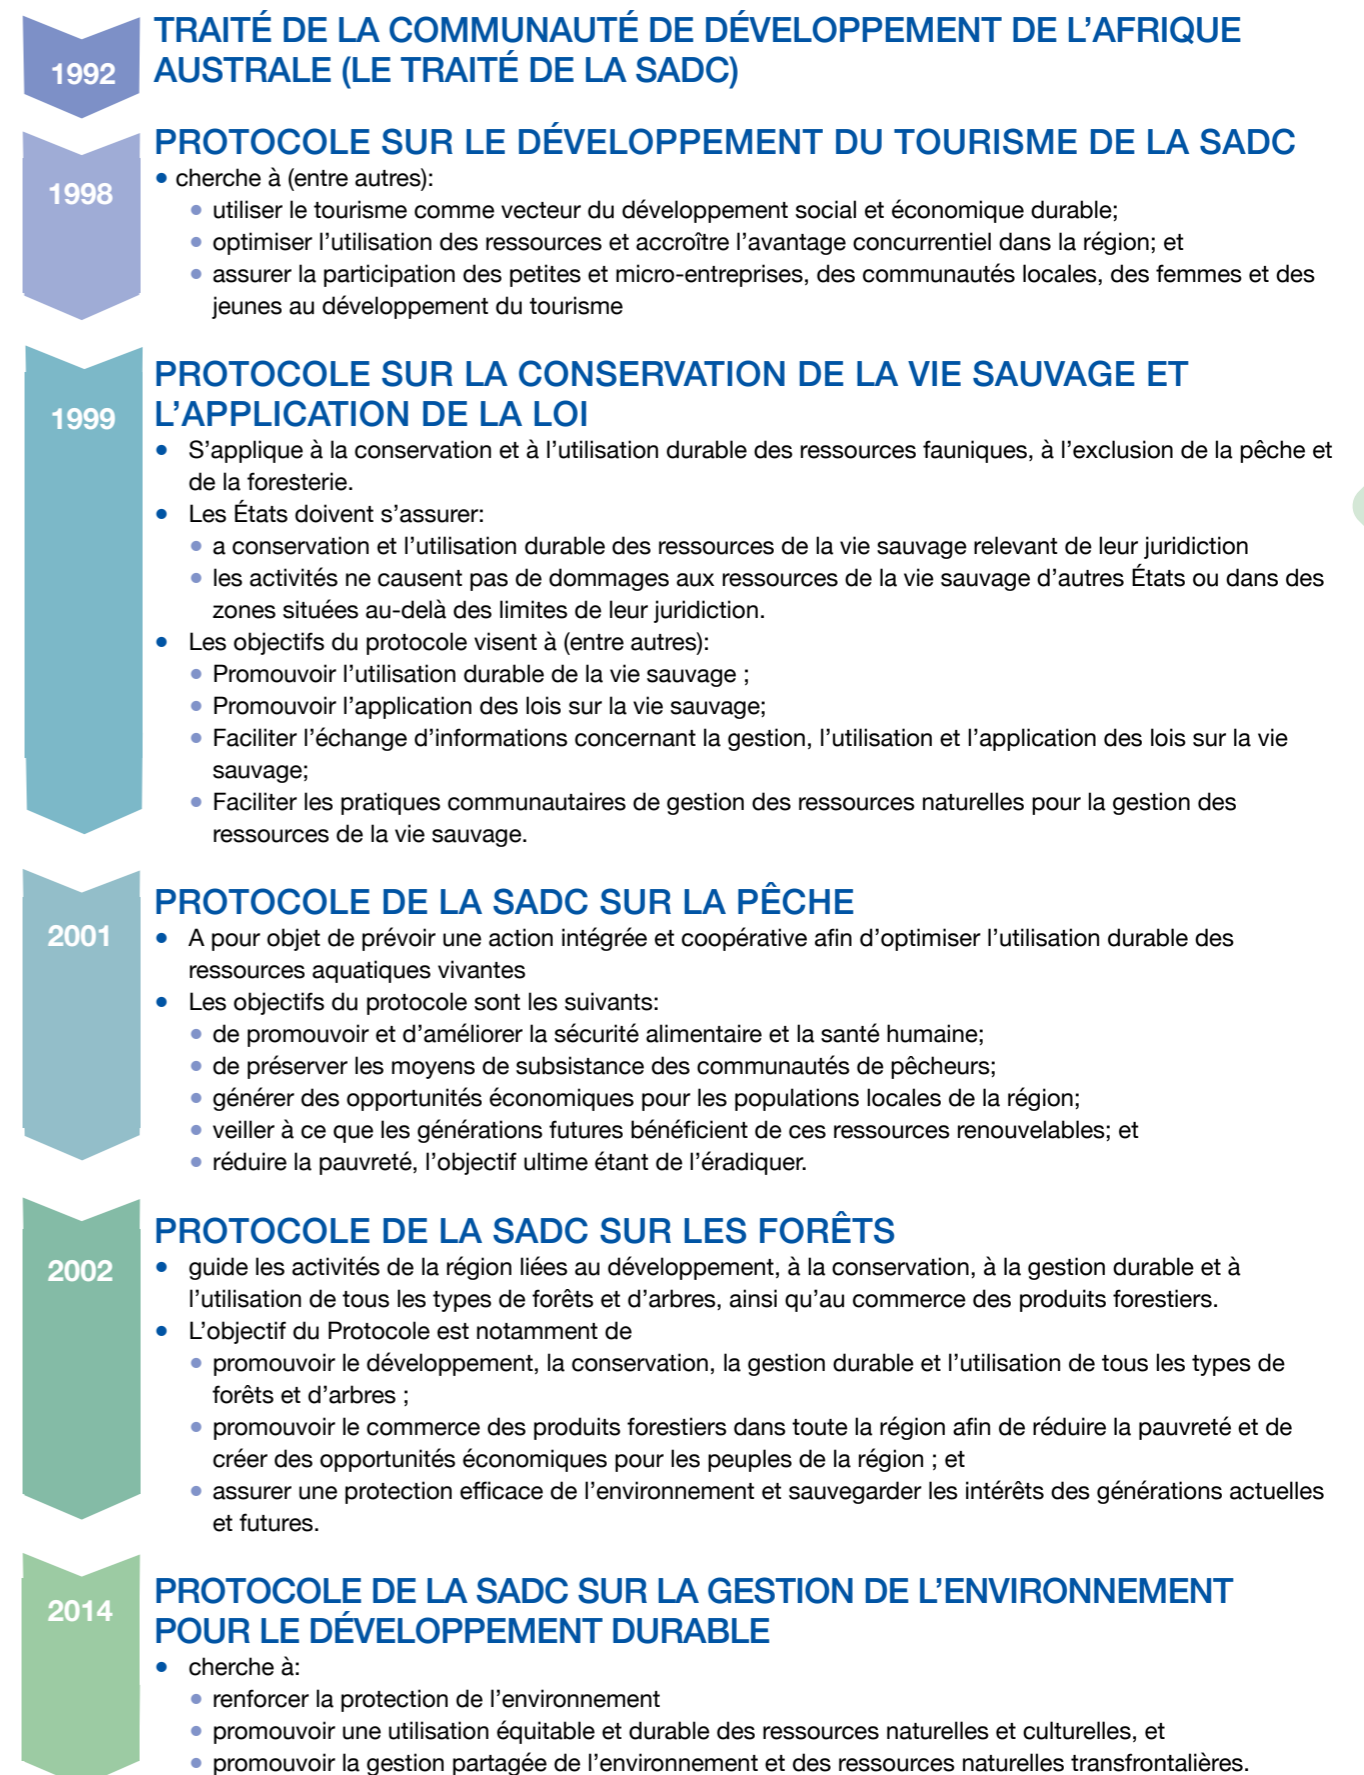 1992
TRAITÉ DE LA COMMUNAUTÉ DE DÉVELOPPEMENT DE L'AFRIQUE
AUSTRALE (LE TRAITÉ DE LA SADC)
1998
PROTOCOLE SUR LE DÉVELOPPEMENT DU TOURISME DE LA SADC
• cherche à (entre autres):
• utiliser le tourisme comme vecteur du développement social et économique durable;
• optimiser l'utilisation des ressources et accroître l'avantage concurrentiel dans la région; et
• assurer la participation des petites et micro-entreprises, des communautés locales, des femmes et des
jeunes au développement du tourisme
1999
PROTOCOLE SUR LA CONSERVATION DE LA VIE SAUVAGE ET
L'APPLICATION DE LA LOI
• S'applique à la conservation et à l'utilisation durable des ressources fauniques, à l'exclusion de la pêche et
de la foresterie.
• Les États doivent s'assurer:
• a conservation et l'utilisation durable des ressources de la vie sauvage relevant de leur juridiction
• les activités ne causent pas de dommages aux ressources de la vie sauvage d'autres États ou dans des
zones situées au-delà des limites de leur juridiction.
• Les objectifs du protocole visent à (entre autres):
• Promouvoir l'utilisation durable de la vie sauvage ;
• Promouvoir l'application des lois sur la vie sauvage;
• Faciliter l'échange d'informations concernant la gestion, l'utilisation et l'application des lois sur la vie
sauvage;
• Faciliter les pratiques communautaires de gestion des ressources naturelles pour la gestion des
ressources de la vie sauvage.
2001
PROTOCOLE DE LA SADC SUR LA PÊCHE
• A pour objet de prévoir une action intégrée et coopérative afin d'optimiser l'utilisation durable des
ressources aquatiques vivantes
• Les objectifs du protocole sont les suivants:
• de promouvoir et d'améliorer la sécurité alimentaire et la santé humaine;
• de préserver les moyens de subsistance des communautés de pêcheurs;
• générer des opportunités économiques pour les populations locales de la région;
• veiller à ce que les générations futures bénéficient de ces ressources renouvelables; et
• réduire la pauvreté, l'objectif ultime étant de l'éradiquer.
2002
PROTOCOLE DE LA SADC SUR LES FORÊTS
• guide les activités de la région liées au développement, à la conservation, à la gestion durable et à
l'utilisation de tous les types de forêts et d'arbres, ainsi qu'au commerce des produits forestiers.
• L'objectif du Protocole est notamment de
• promouvoir le développement, la conservation, la gestion durable et l'utilisation de tous les types de
forêts et d'arbres ;
• promouvoir le commerce des produits forestiers dans toute la région afin de réduire la pauvreté et de
créer des opportunités économiques pour les peuples de la région ; et
• assurer une protection efficace de l'environnement et sauvegarder les intérêts des générations actuelles
et futures.
2014
PROTOCOLE DE LA SADC SUR LA GESTION DE L'ENVIRONNEMENT
POUR LE DÉVELOPPEMENT DURABLE
• cherche à:
• renforcer la protection de l'environnement
• promouvoir une utilisation équitable et durable des ressources naturelles et culturelles, et
• promouvoir la gestion partagée de l'environnement et des ressources naturelles transfrontalières.